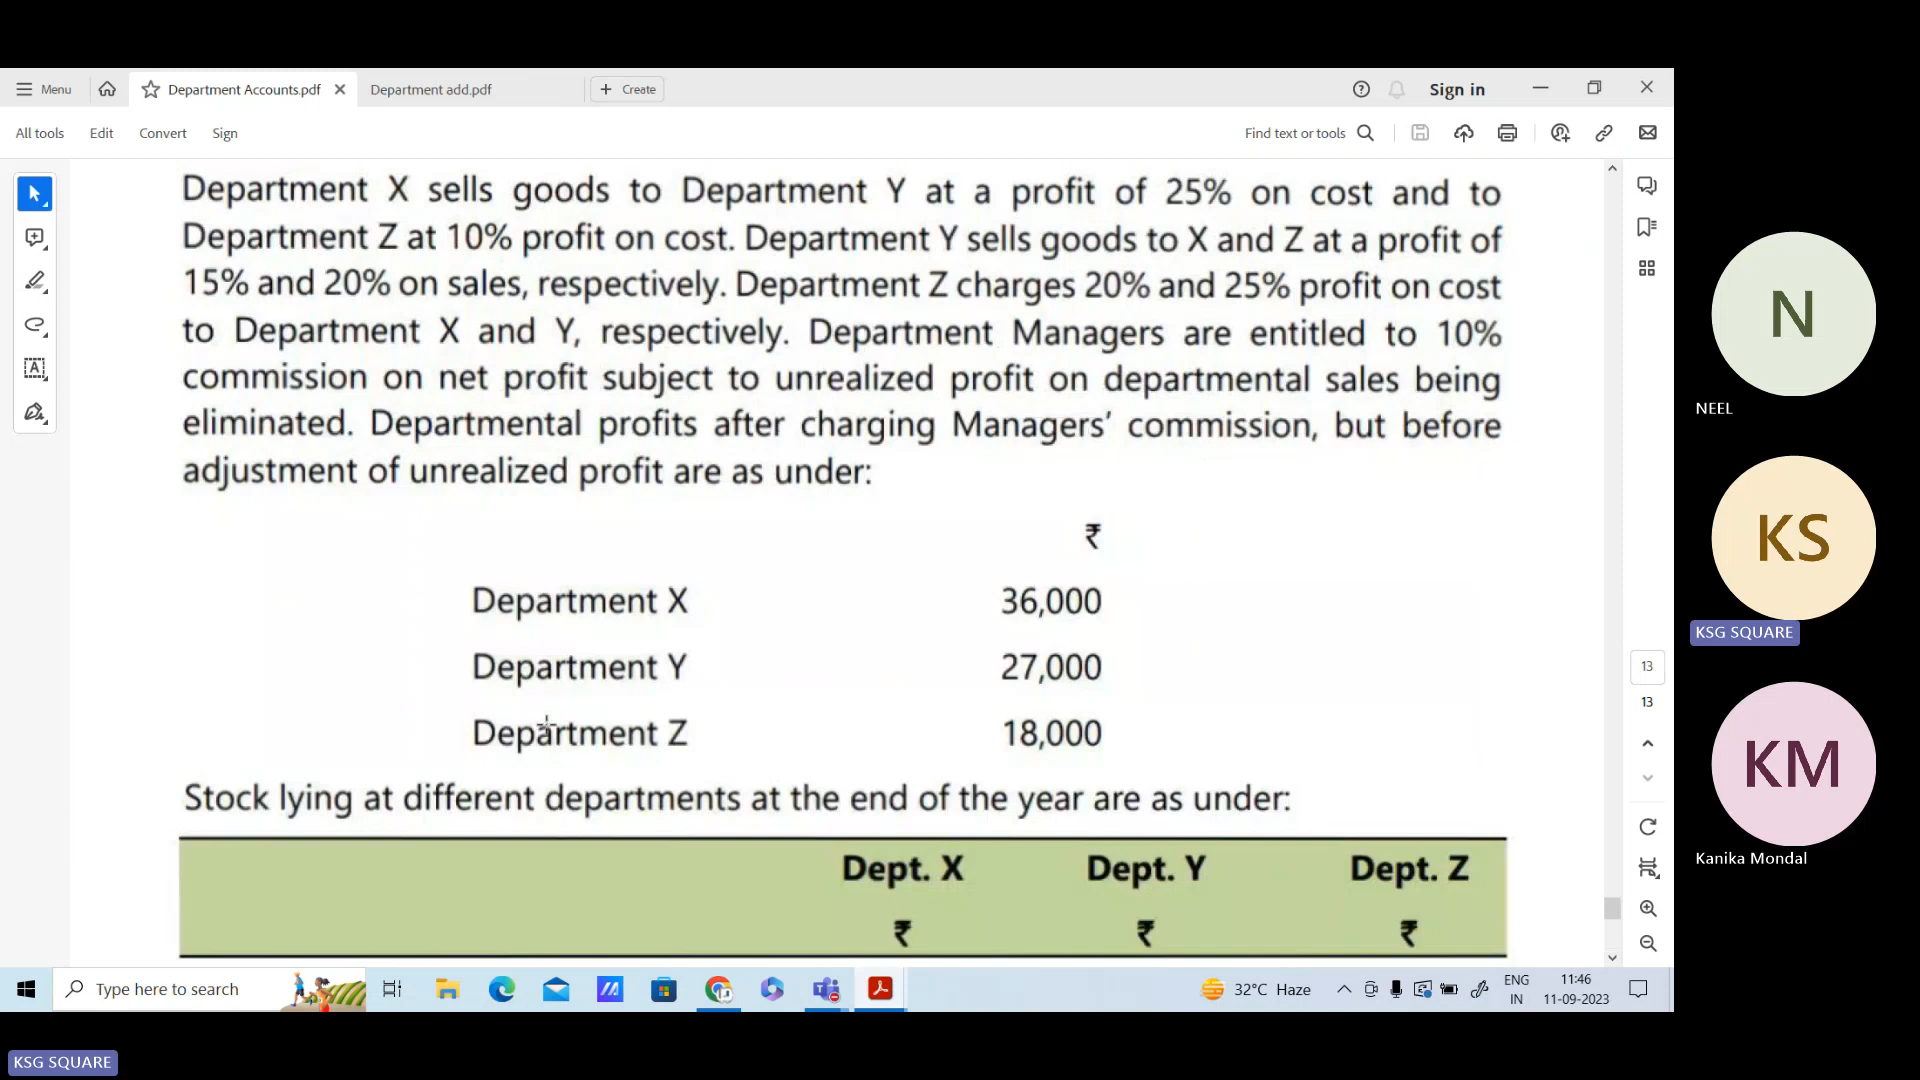 Menu
Department Accounts.pdf
Department add.pdf
Create
Sign in
All tools
Edit
Convert
Sign
Find text or tools
Department X sells goods to Department Y at a profit of 25% on cost and to
Department Z at 10% profit on cost. Department Y sells goods to X and Z at a profit of
15% and 20% on sales, respectively. Department Z charges 20% and 25% profit on cost
to Department X and Y, respectively. Department Managers are entitled to 10%
commission on net profit subject to unrealized profit on departmental sales being
eliminated. Departmental profits after charging Managers' commission, but before
adjustment of unrealized profit are as under:
₹
Department X 36,000
Department Y 27,000
Department Z 18,000
Stock lying at different departments at the end of the year are as under:
Dept. X Dept. Y Dept. Z
₹ ₹ ₹
13
13
N
NEEL
KS
KSG SQUARE
KM
Kanika Mondal
Type here to search
32°C Haze
ENG
IN
11:46
11-09-2023
KSG SQUARE